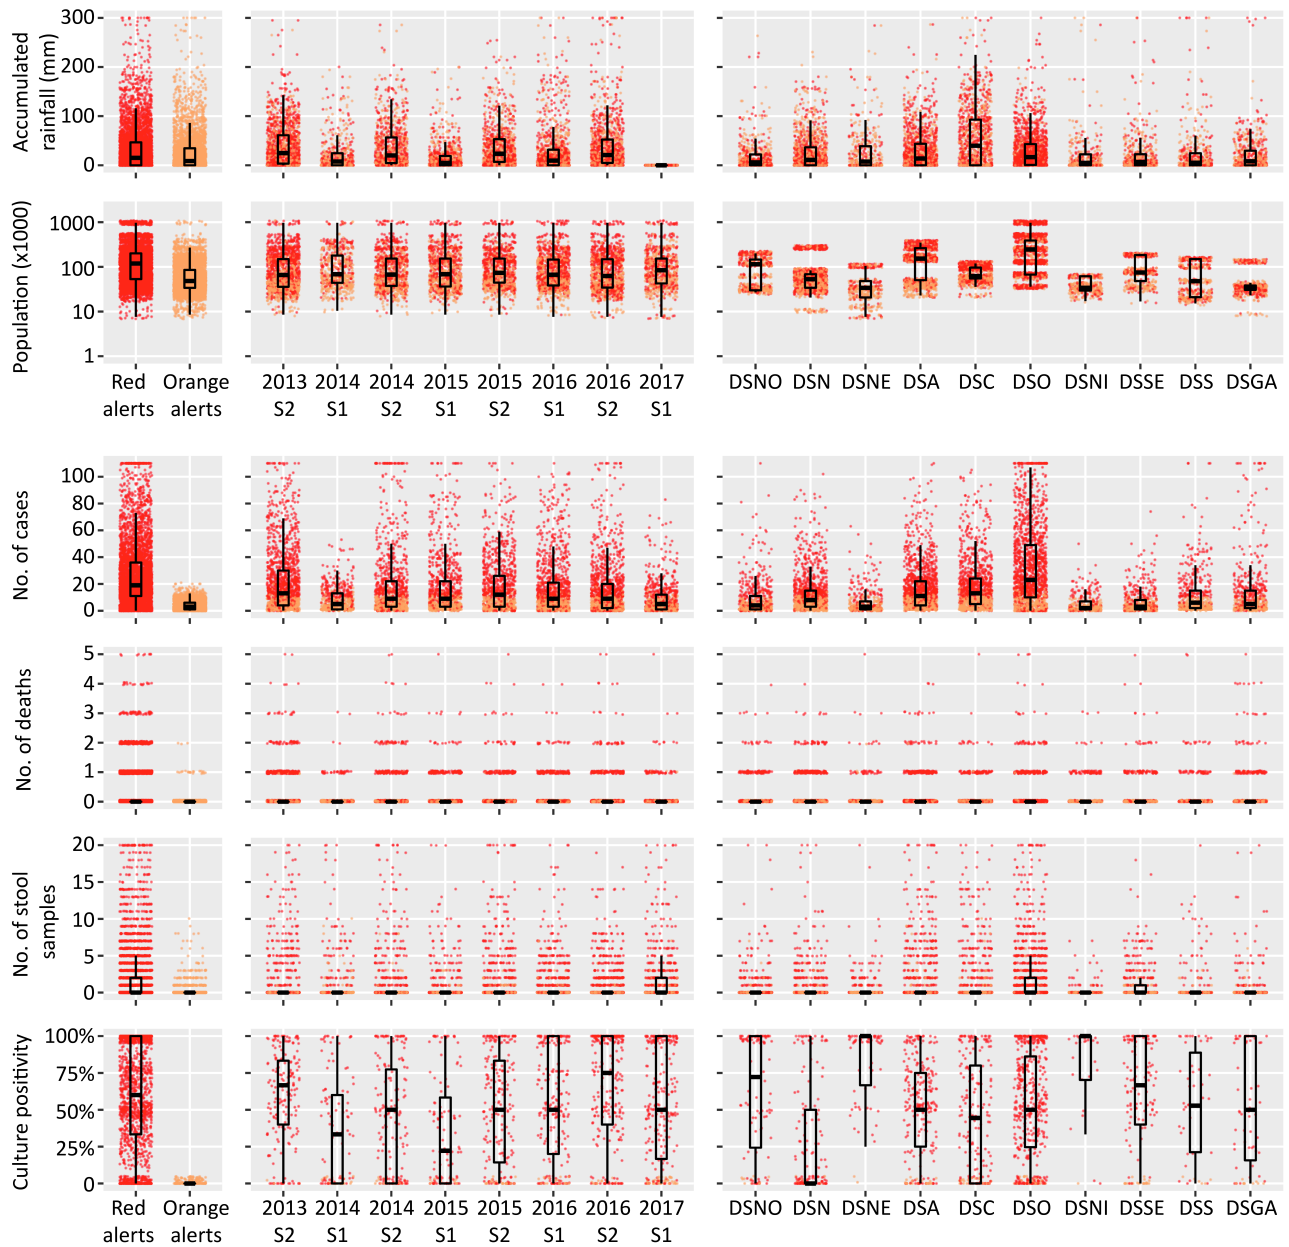 Accumulated
rainfall (mm)
300
200
100
0
Population (x1000)
1000
100
10
1
Red
alerts
Orange
alerts
2013
S2
2014
S1
2014
S2
2015
S1
2015
S2
2016
S1
2016
S2
2017
S1
DSNO
DSN
DSNE
DSA
DSC
DSO
DSNI
DSSE
DSS
DSGA
No. of cases
100
80
60
40
20
0
No. of deaths
5
4
3
2
1
0
No. of stool
samples
20
15
10
5
0
Culture positivity
100%
75%
50%
25%
0
Red
alerts
Orange
alerts
2013
S2
2014
S1
2014
S2
2015
S1
2015
S2
2016
S1
2016
S2
2017
S1
DSNO
DSN
DSNE
DSA
DSC
DSO
DSNI
DSSE
DSS
DSGA